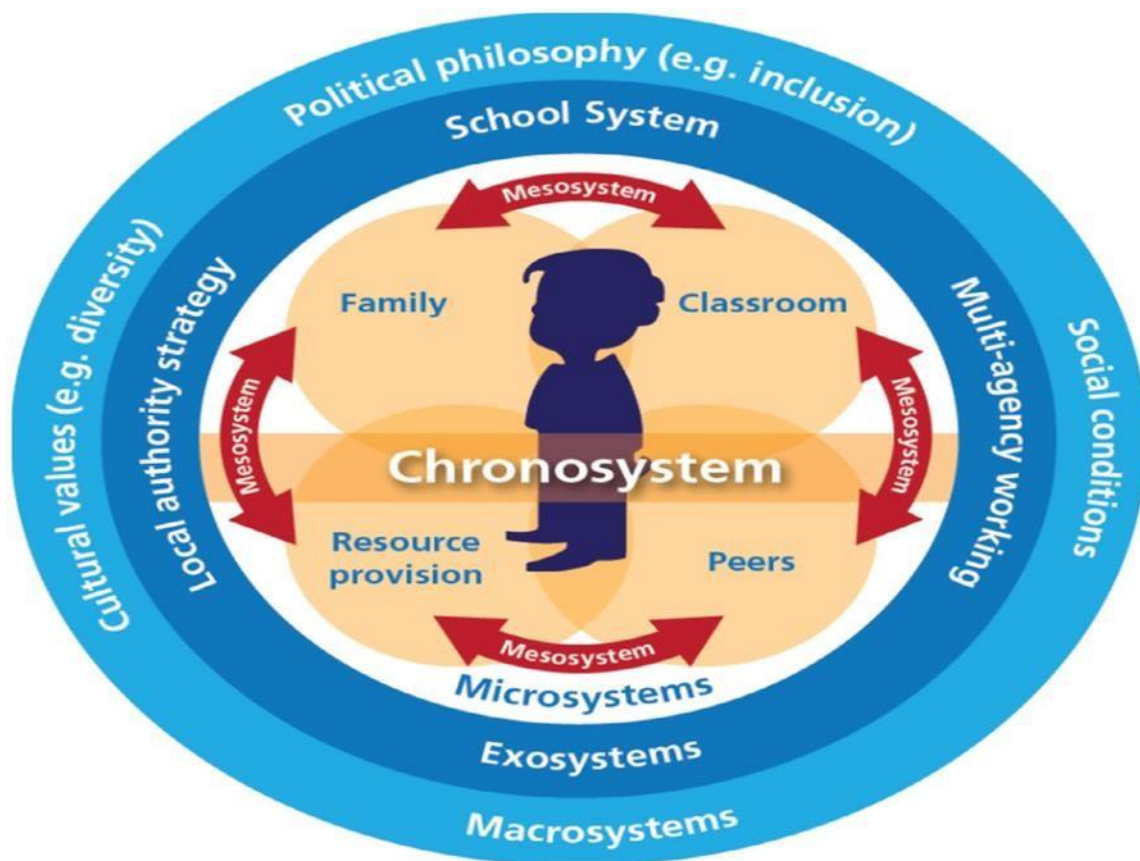 Political philosophy (e.g. inclusion)
School System
Mesosystem
Cultural values (e.g. diversity)
Local authority strategy
Family
Classroom
Multi-agency working
Social conditions
Mesosystem
Mesosystem
Chronosystem
Resource
provision
Peers
Mesosystem
Microsystems
Exosystems
Macrosystems